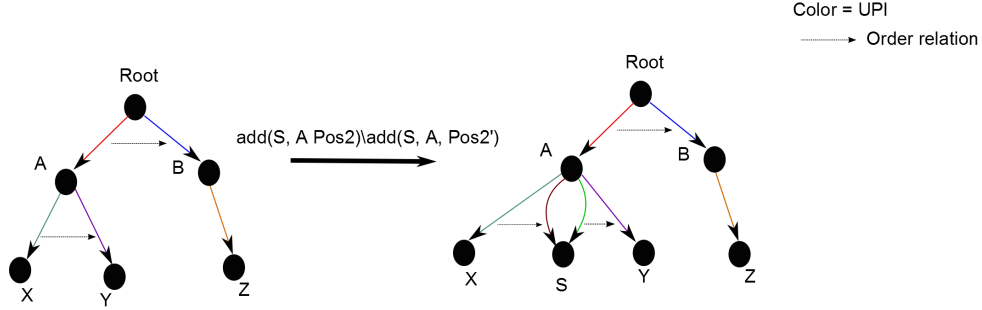 Color = UPI
Order relation
Root
A
B
X
Y
Z
add(S, A Pos2)\add(S, A, Pos2')
Root
A
B
X
S
Y
Z